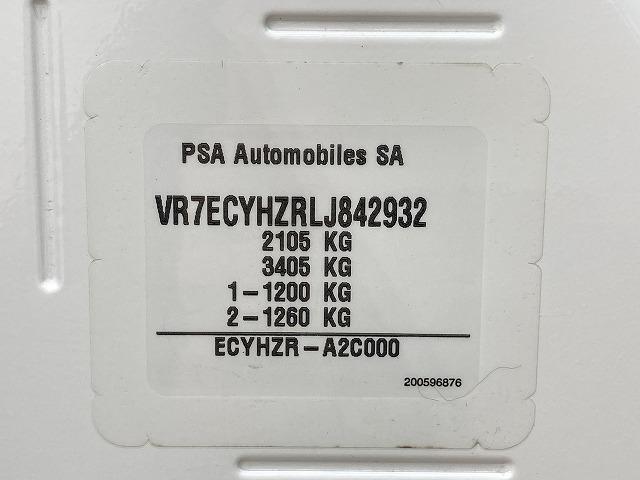 PSA Automobiles SA
VR7ECYHZRLJ842932
2105 KG
3405 KG
1-1200 KG
2-1260 KG
ECYHZR-A2C000
200596876